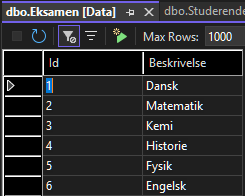 dbo.Eksamen [Data] dbo.Studerende
Max Rows: 1000
Id Beskrivelse
1 Dansk
2 Matematik
3 Kemi
4 Historie
5 Fysik
6 Engelsk